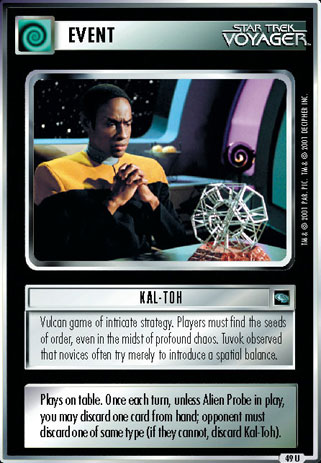 EVENT
STAR TREK
VOYAGER™
TM & © 2001 PAR. PIC. TM & © 2001 DECIPHER INC.
KAL-TOH
Vulcan game of intricate strategy. Players must find the seeds
of order, even in the midst of profound chaos. Tuvok observed
that novices often try merely to introduce a spatial balance.
Plays on table. Once each turn, unless Alien Probe in play,
you may discard one card from hand; opponent must
discard one of same type (if they cannot, discard Kal-Toh).
49 U